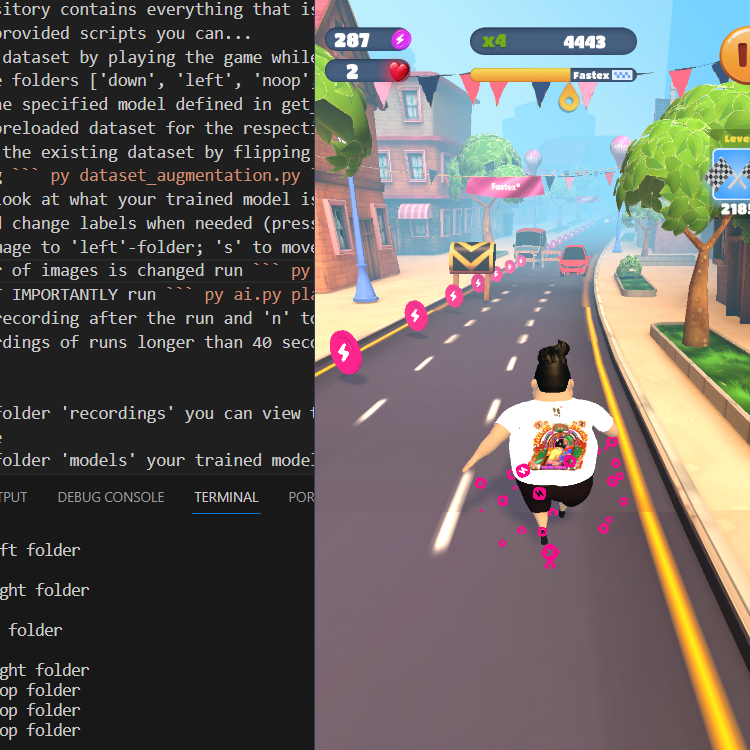 sitory contains everything that is
provided scripts you can...
dataset by playing the game while
e folders ['down', 'left', 'noop'
he specified model defined in get_
preloaded dataset for the respecti
the existing dataset by flipping
g ``` py dataset_augmentation.py
look at what your trained model is
d change labels when needed (press
mage to 'left'-folder; 's' to move
r of images is changed run ``` py
T IMPORTANTLY run ``` py ai.py pla
recording after the run and 'n' to
rdings of runs longer than 40 seco
folder 'recordings' you can view t
e
folder 'models' your trained model
TPUT DEBUG CONSOLE TERMINAL POR
ft folder
ght folder
folder
ght folder
op folder
op folder
op folder
287
x4 4443
2
Fastex
Level
2185
Fastex